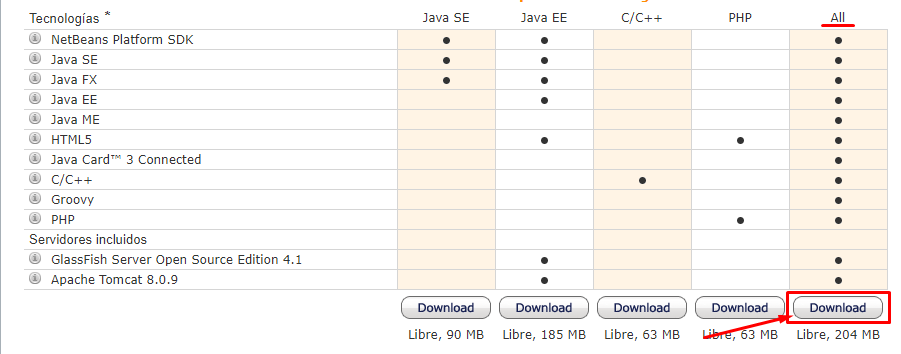 Tecnologías * Java SE Java EE C/C++ PHP All
NetBeans Platform SDK
Java SE
Java FX
Java EE
Java ME
HTML5
Java Card™ 3 Connected
C/C++
Groovy
PHP
Servidores incluidos
GlassFish Server Open Source Edition 4.1
Apache Tomcat 8.0.9
Download Download Download Download Download
Libre, 90 MB Libre, 185 MB Libre, 63 MB Libre, 63 MB Libre, 204 MB